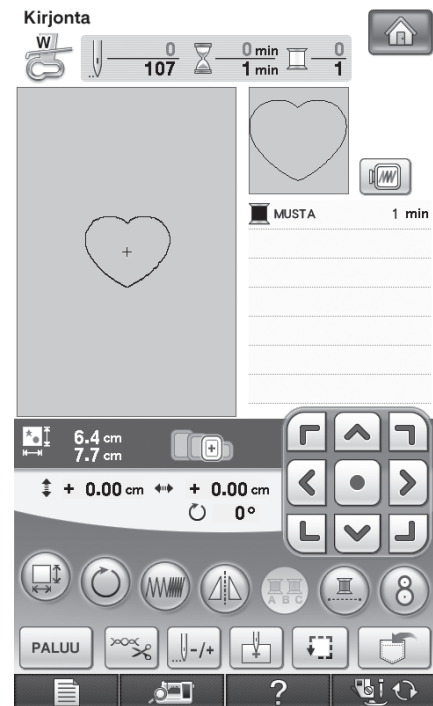 Kirjonta
W
0 0 min 0
107 1 min 1
MUSTA 1 min
6.4 cm
7.7 cm
+ 0.00 cm + 0.00 cm
0°
A B C
8
PALUU
-/+
?